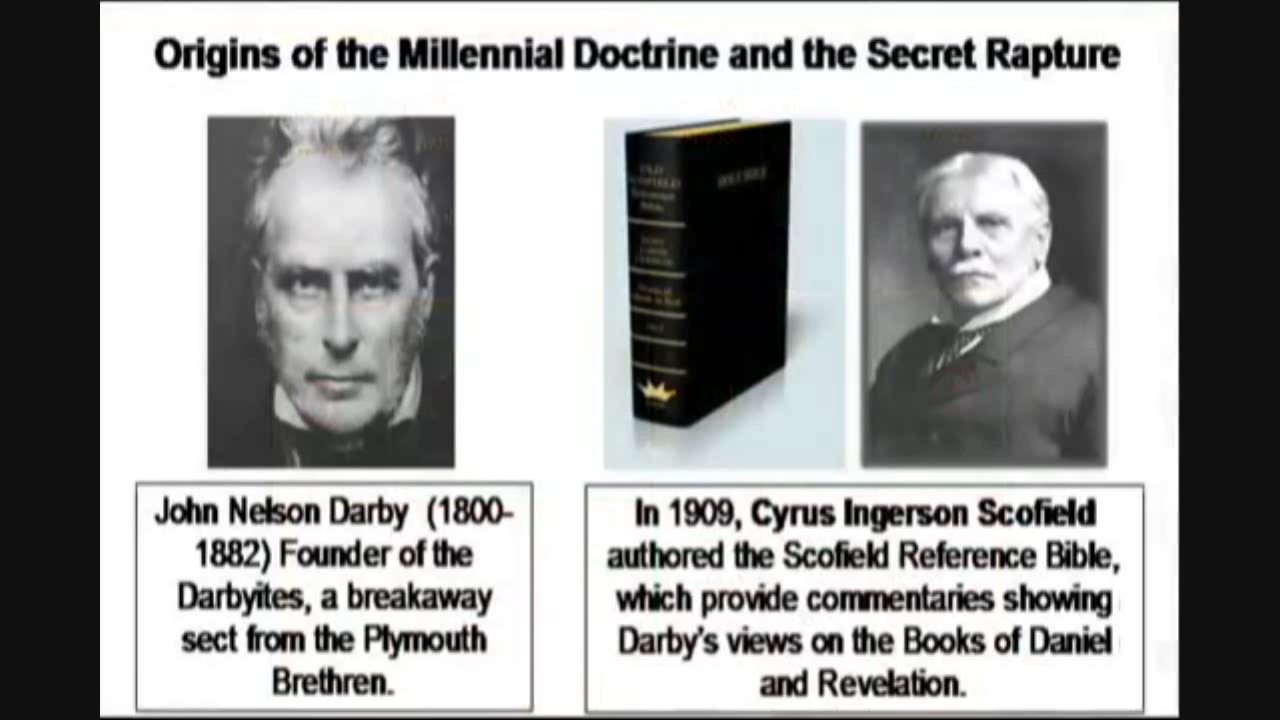 Origins of the Millennial Doctrine and the Secret Rapture
HOLY BIBLE
John Nelson Darby (1800-
1882) Founder of the
Darbyites, a breakaway
sect from the Plymouth
Brethren.
In 1909, Cyrus Ingerson Scofield
authored the Scofield Reference Bible,
which provide commentaries showing
Darby's views on the Books of Daniel
and Revelation.